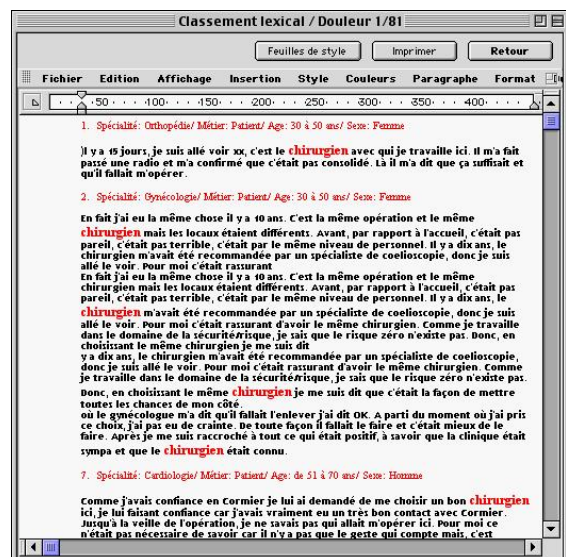 Classement lexical / Douleur 1/81
Feuilles de style Imprimer Retour
Fichier Edition Affichage Insertion Style Couleurs Paragraphe Format
50 100 150 200 250 300 350 400
1. Spécialité: Orthopédie/ Métier: Patient/ Age: 30 à 50 ans/ Sexe: Femme
Il y a 15 jours, je suis allé voir xx, c'est le chirurgien avec qui je travaille ici. Il m'a fait
passé une radio et m'a confirmé que c'était pas consolidé. Là il m'a dit que ça suffisait et
qu'il fallait m'opérer.
2. Spécialité: Gynécologie/ Métier: Patient/ Age: 30 à 50 ans/ Sexe: Femme
En fait j'ai eu la même chose il y a 10 ans. C'est la même opération et le même
chirurgien mais les locaux étaient différents. Avant, par rapport à l'accueil, c'était pas
pareil, c'était pas terrible, c'était par le même niveau de personnel. Il y a dix ans, le
chirurgien m'avait été recommandée par un spécialiste de coelioscopie, donc je suis
allé le voir. Pour moi c'était rassurant
En fait j'ai eu la même chose il y a 10 ans. C'est la même opération et le même
chirurgien mais les locaux étaient différents. Avant, par rapport à l'accueil, c'était pas
pareil, c'était pas terrible, c'était par le même niveau de personnel. Il y a dix ans, le
chirurgien m'avait été recommandée par un spécialiste de coelioscopie, donc je suis
allé le voir. Pour moi c'était rassurant d'avoir le même chirurgien. Comme je travaille
dans le domaine de la sécurité/risque, je sais que le risque zéro n'existe pas. Donc, en
choisissant le même chirurgien je me suis dit
y a dix ans, le chirurgien m'avait été recommandée par un spécialiste de coelioscopie,
donc je suis allé le voir. Pour moi c'était rassurant d'avoir le même chirurgien. Comme
je travaille dans le domaine de la sécurité/risque, je sais que le risque zéro n'existe pas.
Donc, en choisissant le même chirurgien je me suis dit que c'était la façon de mettre
toutes les chances de mon côté.
où le gynécologue m'a dit qu'il fallait l'enlever j'ai dit OK. A parti du moment où j'ai pris
ce choix, j'ai pas eu de crainte. De toute façon il fallait le faire et c'était mieux de le
faire. Après je me suis raccroché à tout ce qui était positif, à savoir que la clinique était
sympa et que le chirurgien était connu.
7. Spécialité: Cardiologie/ Métier: Patient/ Age: de 51 à 70 ans/ Sexe: Homme
Comme j'avais confiance en Cormier je lui ai demandé de me choisir un bon chirurgien
ici, je lui faisant confiance car j'avais vraiment eu un très bon contact avec Cormier.
Jusqu'à la veille de l'opération, je ne savais pas qui allait m'opérer ici. Pour moi ce
n'était pas nécessaire de savoir car il n'y a pas que le geste qui compte mais, c'est